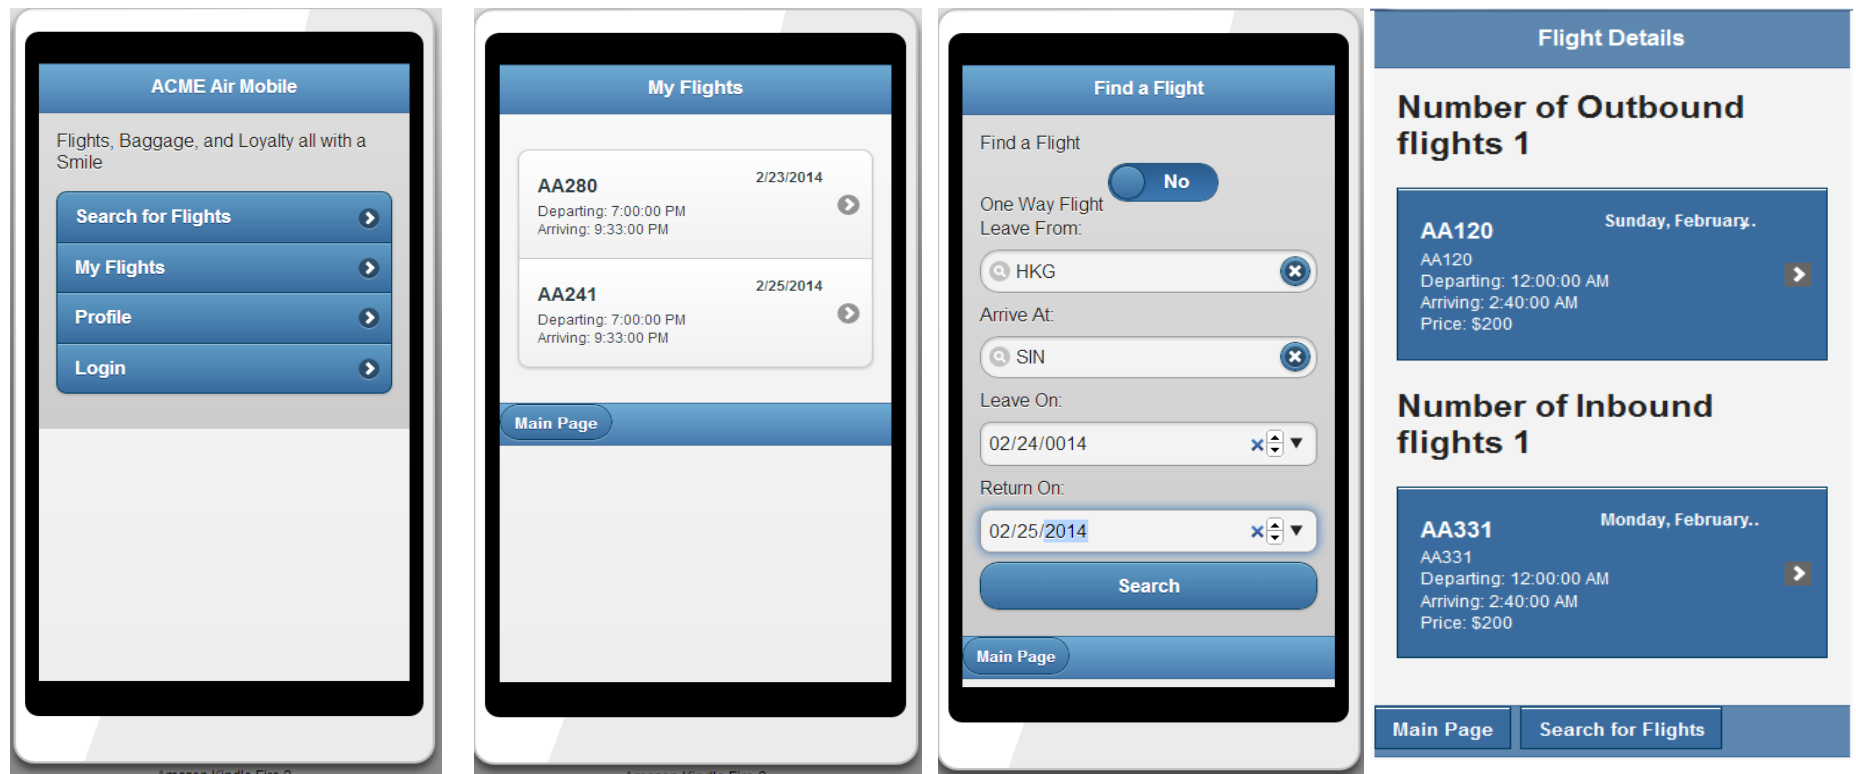 ACME Air Mobile
Flights, Baggage, and Loyalty all with a
Smile
Search for Flights
My Flights
Profile
Login
My Flights
AA280
2/23/2014
Departing: 7:00:00 PM
Arriving: 9:33:00 PM
AA241
2/25/2014
Departing: 7:00:00 PM
Arriving: 9:33:00 PM
Main Page
Find a Flight
Find a Flight
No
One Way Flight
Leave From:
HKG
Arrive At:
SIN
Leave On:
02/24/0014
Return On:
02/25/2014
Search
Main Page
Flight Details
Number of Outbound
flights 1
AA120
Sunday, February..
AA120
Departing: 12:00:00 AM
Arriving: 2:40:00 AM
Price: $200
Number of Inbound
flights 1
AA331
Monday, February..
AA331
Departing: 12:00:00 AM
Arriving: 2:40:00 AM
Price: $200
Main Page
Search for Flights